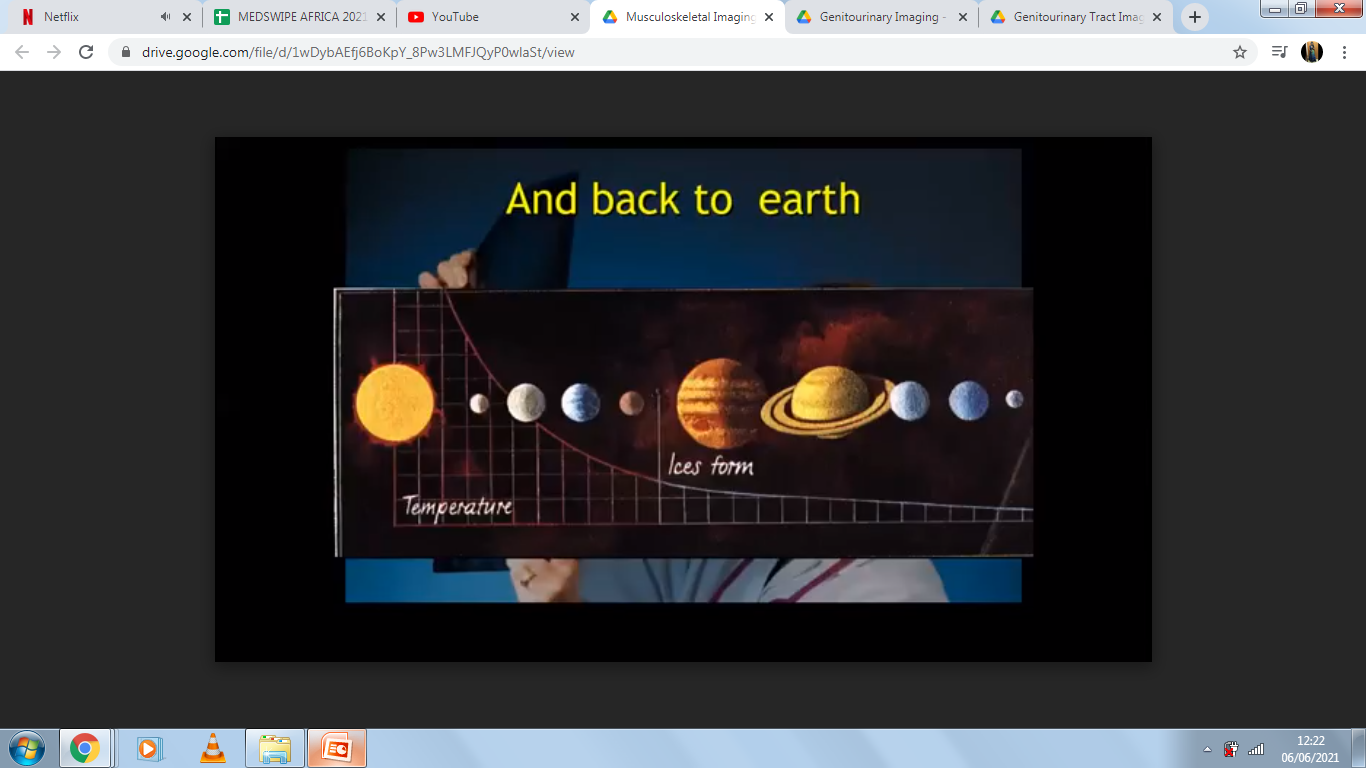 Netflix
MEDSWIPE AFRICA 2021
YouTube
Musculoskeletal Imaging
Genitourinary Imaging -
Genitourinary Tract Imag
drive.google.com/file/d/1wDybAEfj6BoKpY_8Pw3LMFJQyP0wlaSt/view
And back to earth
Ices form
Temperature
12:22
06/06/2021